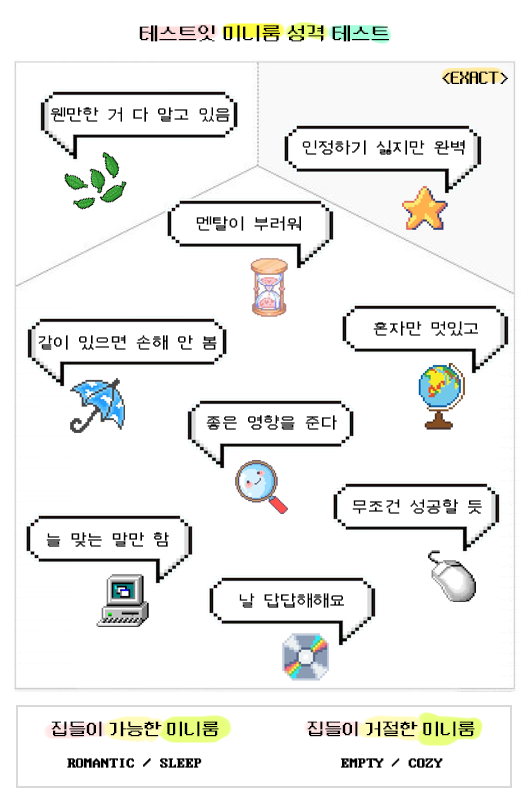 테스트잇 미니룸 성격 테스트
<EXACT>
웬만한 거 다 알고 있음
인정하기 싫지만 완벽
멘탈이 부러워
같이 있으면 손해 안 봄
혼자만 멋있고
좋은 영향을 준다
무조건 성공할 듯
늘 맞는 말만 함
날 답답해해요
집들이 가능한 미니룸
집들이 거절한 미니룸
ROMANTIC / SLEEP
EMPTY / COZY